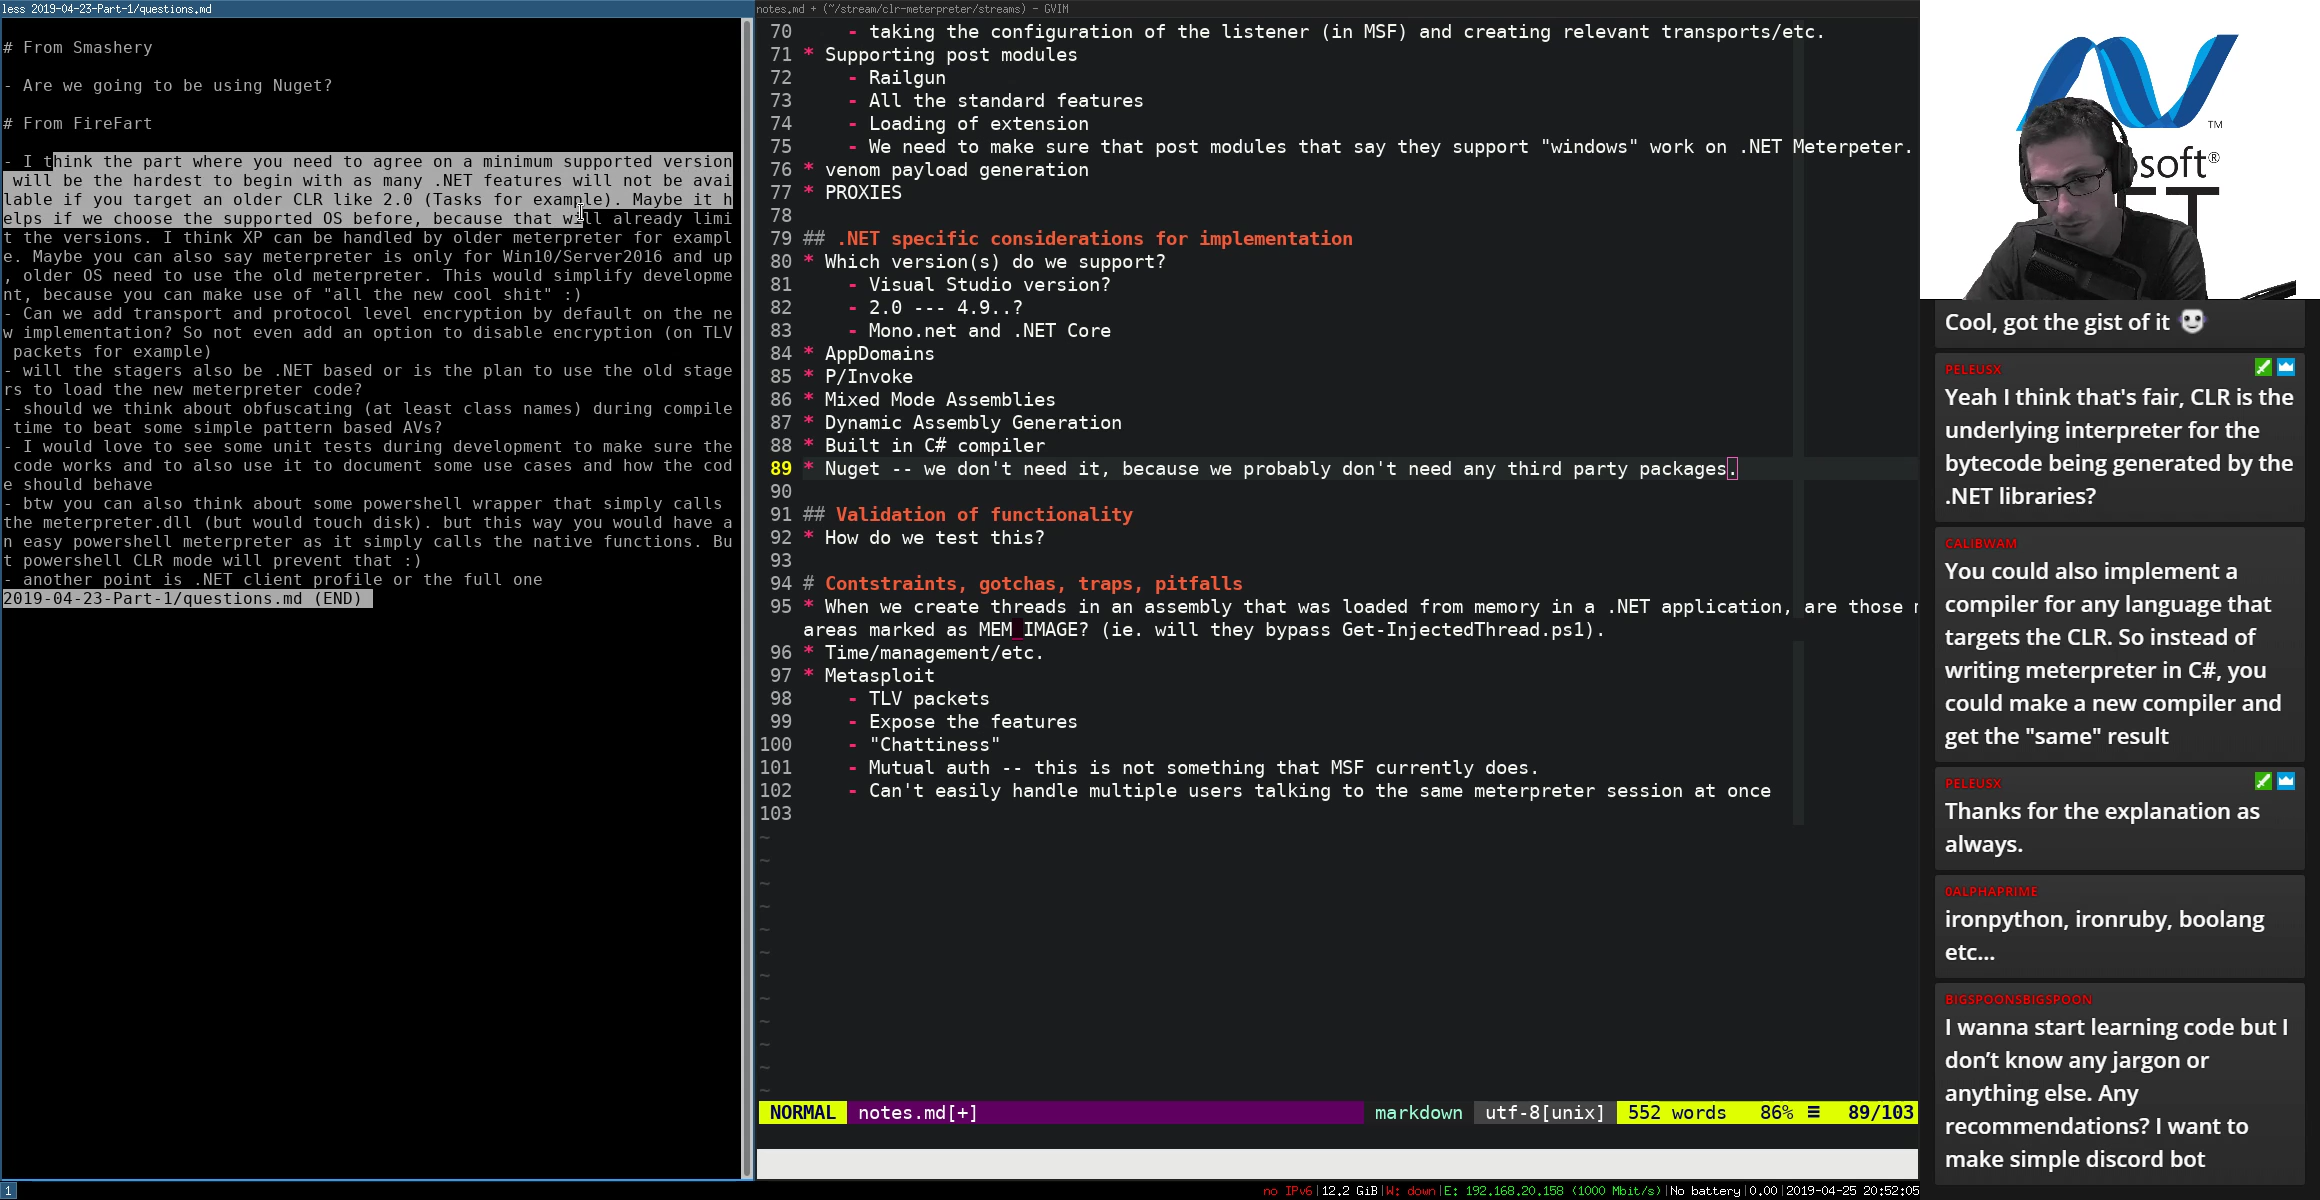 less 2019-04-23-Part-1/questions.md
# From Smashery
- Are we going to be using Nuget?
# From FireFart
- I think the part where you need to agree on a minimum supported version
 will be the hardest to begin with as many .NET features will not be avai
lable if you target an older CLR like 2.0 (Tasks for example). Maybe it h
elps if we choose the supported OS before, because that will already limi
t the versions. I think XP can be handled by older meterpreter for exampl
e. Maybe you can also say meterpreter is only for Win10/Server2016 and up
, older OS need to use the old meterpreter. This would simplify developme
nt, because you can make use of "all the new cool shit" :)
- Can we add transport and protocol level encryption by default on the ne
w implementation? So not even add an option to disable encryption (on TLV
 packets for example)
- will the stagers also be .NET based or is the plan to use the old stage
rs to load the new meterpreter code?
- should we think about obfuscating (at least class names) during compile
 time to beat some simple pattern based AVs?
- I would love to see some unit tests during development to make sure the
 code works and to also use it to document some use cases and how the cod
e should behave
- btw you can also think about some powershell wrapper that simply calls
the meterpreter.dll (but would touch disk). but this way you would have a
n easy powershell meterpreter as it simply calls the native functions. Bu
t powershell CLR mode will prevent that :)
- another point is .NET client profile or the full one
2019-04-23-Part-1/questions.md (END)
notes.md + (~/stream/clr-meterpreter/streams) - GVIM
70 - taking the configuration of the listener (in MSF) and creating relevant transports/etc.
71 * Supporting post modules
72 - Railgun
73 - All the standard features
74 - Loading of extension
75 - We need to make sure that post modules that say they support "windows" work on .NET Meterpeter.
76 * venom payload generation
77 * PROXIES
78
79 ## .NET specific considerations for implementation
80 * Which version(s) do we support?
81 - Visual Studio version?
82 - 2.0 --- 4.9..?
83 - Mono.net and .NET Core
84 * AppDomains
85 * P/Invoke
86 * Mixed Mode Assemblies
87 * Dynamic Assembly Generation
88 * Built in C# compiler
89 * Nuget -- we don't need it, because we probably don't need any third party packages.
90
91 ## Validation of functionality
92 * How do we test this?
93
94 # Contstraints, gotchas, traps, pitfalls
95 * When we create threads in an assembly that was loaded from memory in a .NET application, are those
areas marked as MEM_IMAGE? (ie. will they bypass Get-InjectedThread.ps1).
96 * Time/management/etc.
97 * Metasploit
98 - TLV packets
99 - Expose the features
100 - "Chattiness"
101 - Mutual auth -- this is not something that MSF currently does.
102 - Can't easily handle multiple users talking to the same meterpreter session at once
103
NORMAL notes.md[+] markdown utf-8[unix] 552 words 86% ≡ 89/103
TM
osoft®
Cool, got the gist of it
PELEUSX
Yeah I think that's fair, CLR is the
underlying interpreter for the
bytecode being generated by the
.NET libraries?
CALIBWAM
You could also implement a
compiler for any language that
targets the CLR. So instead of
writing meterpreter in C#, you
could make a new compiler and
get the "same" result
PELEUSX
Thanks for the explanation as
always.
0ALPHAPRIME
ironpython, ironruby, boolang
etc...
BIGSPOONSBIGSPOON
I wanna start learning code but I
don’t know any jargon or
anything else. Any
recommendations? I want to
make simple discord bot
1
no IPv6|12.2 GiB|W: down|E: 192.168.20.158 (1000 Mbit/s)|No battery|0.00|2019-04-25 20:52:05